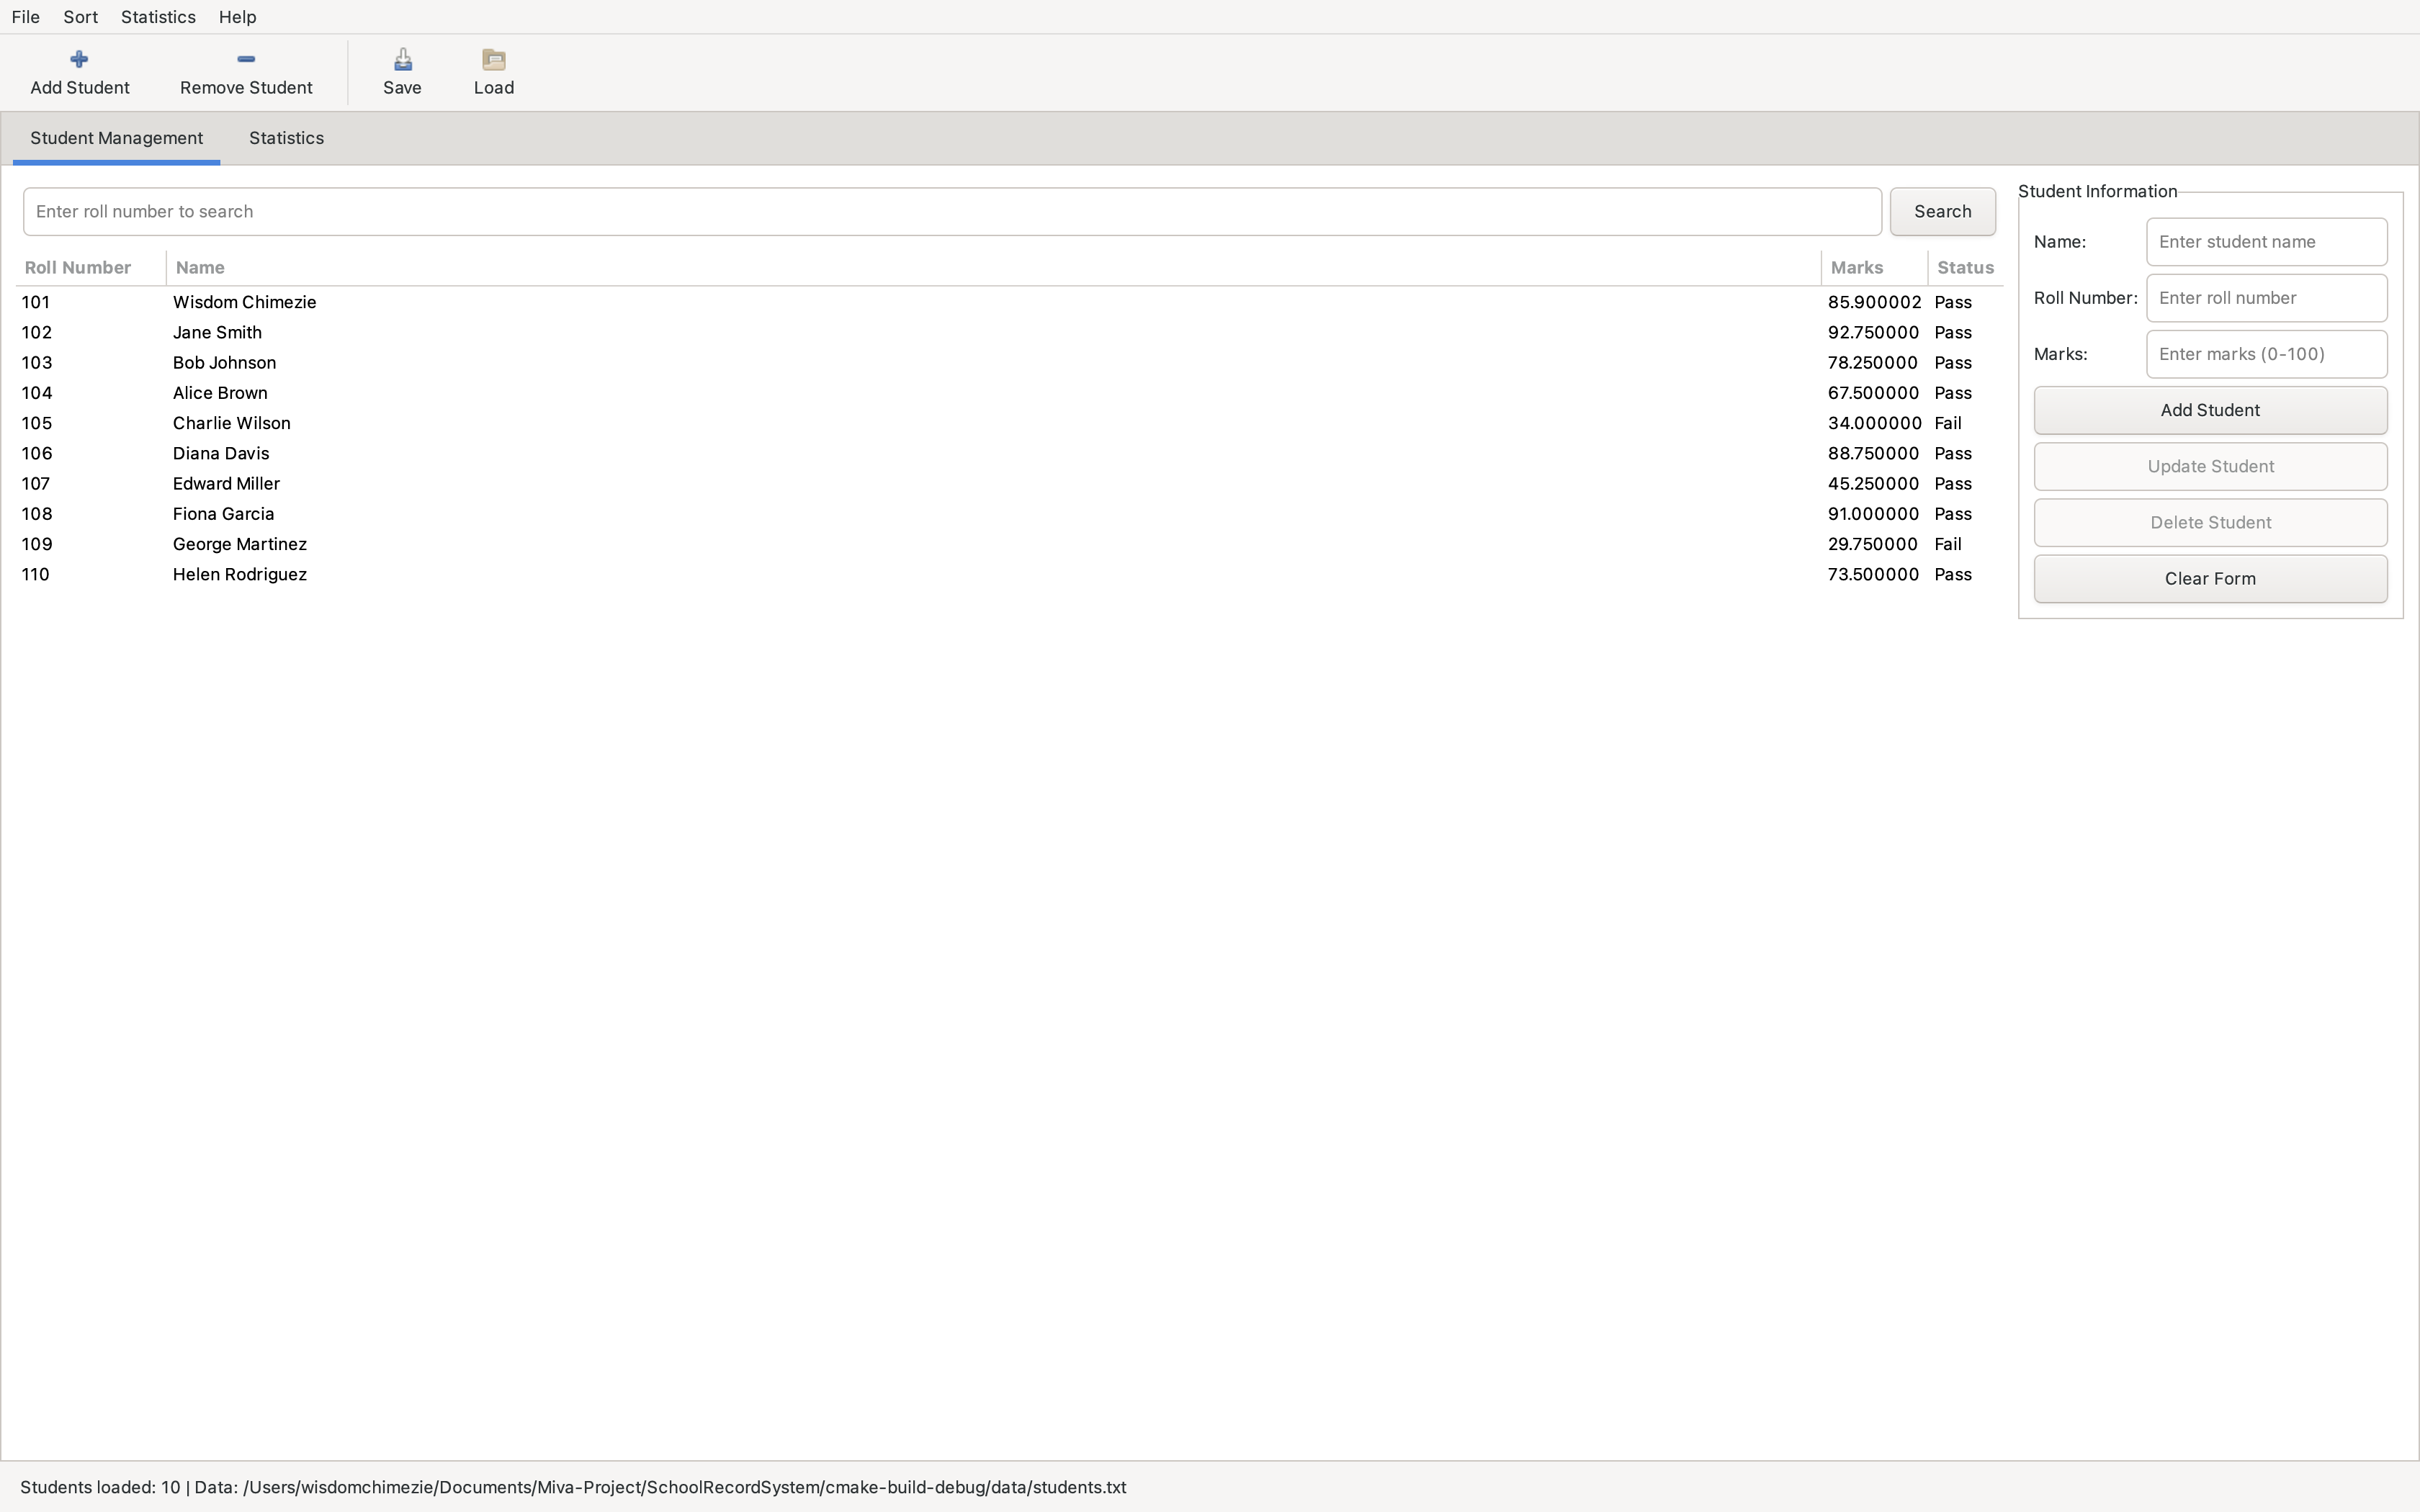 File Sort Statistics Help
Add Student Remove Student Save Load
Student Management Statistics
Enter roll number to search Search
Roll Number Name Marks Status
101 Wisdom Chimezie 85.900002 Pass
102 Jane Smith 92.750000 Pass
103 Bob Johnson 78.250000 Pass
104 Alice Brown 67.500000 Pass
105 Charlie Wilson 34.000000 Fail
106 Diana Davis 88.750000 Pass
107 Edward Miller 45.250000 Pass
108 Fiona Garcia 91.000000 Pass
109 George Martinez 29.750000 Fail
110 Helen Rodriguez 73.500000 Pass
Student Information
Name: Enter student name
Roll Number: Enter roll number
Marks: Enter marks (0-100)
Add Student
Update Student
Delete Student
Clear Form
Students loaded: 10 | Data: /Users/wisdomchimezie/Documents/Miva-Project/SchoolRecordSystem/cmake-build-debug/data/students.txt